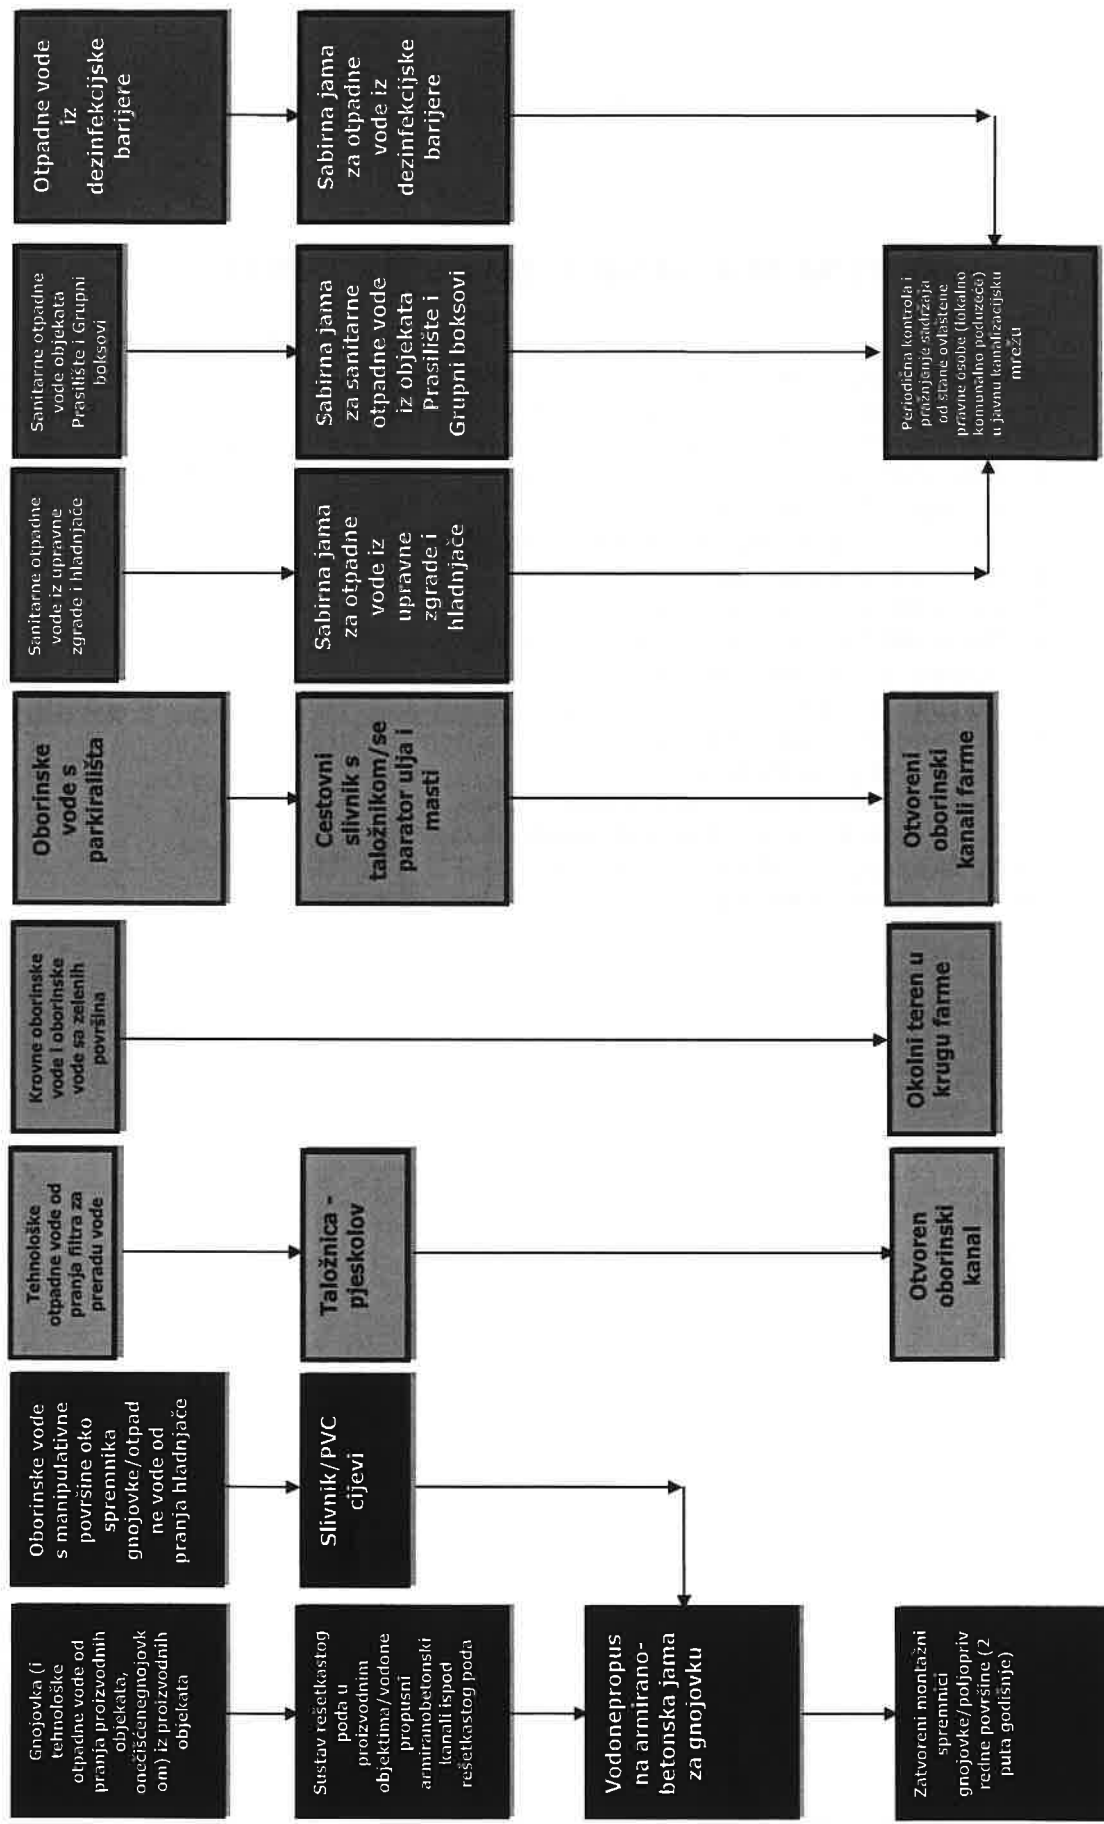 Gnojovka (i
tehnološke
otpadne vode od
pranja proizvodnih
objekata,
onečišćenegnojovk
om) iz proizvodnih
objekata
Sustav rešetkastog
poda u
proizvodnim
objektima/vodone
propusni
armiranobetonski
kanali ispod
rešetkastog poda
Vodonepropus
na armirano-
betonska jama
za gnojovku
Zatvoreni montažni
spremnici
gnojovke/poljopriv
redne površine (2
puta godišnje)
Oborinske vode
s manipulativne
površine oko
spremnika
gnojovke/otpad
ne vode od
pranja hladnjače
Slivnik/PVC
cijevi
Tehnološke
otpadne vode od
pranja filtra za
preradu vode
Taložnica -
pjeskolov
Otvoren
oborinski
kanal
Krovne oborinske
vode i oborinske
vode sa zelenih
površina
Okolni teren u
krugu farme
Oborinske
vode s
parkirališta
Cestovni
slivnik s
taložnikom/se
parator ulja i
masti
Otvoreni
oborinski
kanali farme
Sanitarne otpadne
vode iz upravne
zgrade i hladnjače
Sabirna jama
za otpadne
vode iz
upravne
zgrade i
hladnjače
Sanitarne otpadne
vode objekata
Prasilište i Grupni
boksovi
Sabirna jama
za sanitarne
otpadne vode
iz objekata
Prasilište i
Grupni boksovi
Otpadne vode
iz
dezinfekcijske
barijere
Sabirna jama
za otpadne
vode iz
dezinfekcijske
barijere
Periodična kontrola i
pražnjenje sadržaja
od stane ovlaštene
pravne osobe (lokalno
komunalno poduzeća)
u javnu kanalizacijsku
mrežu